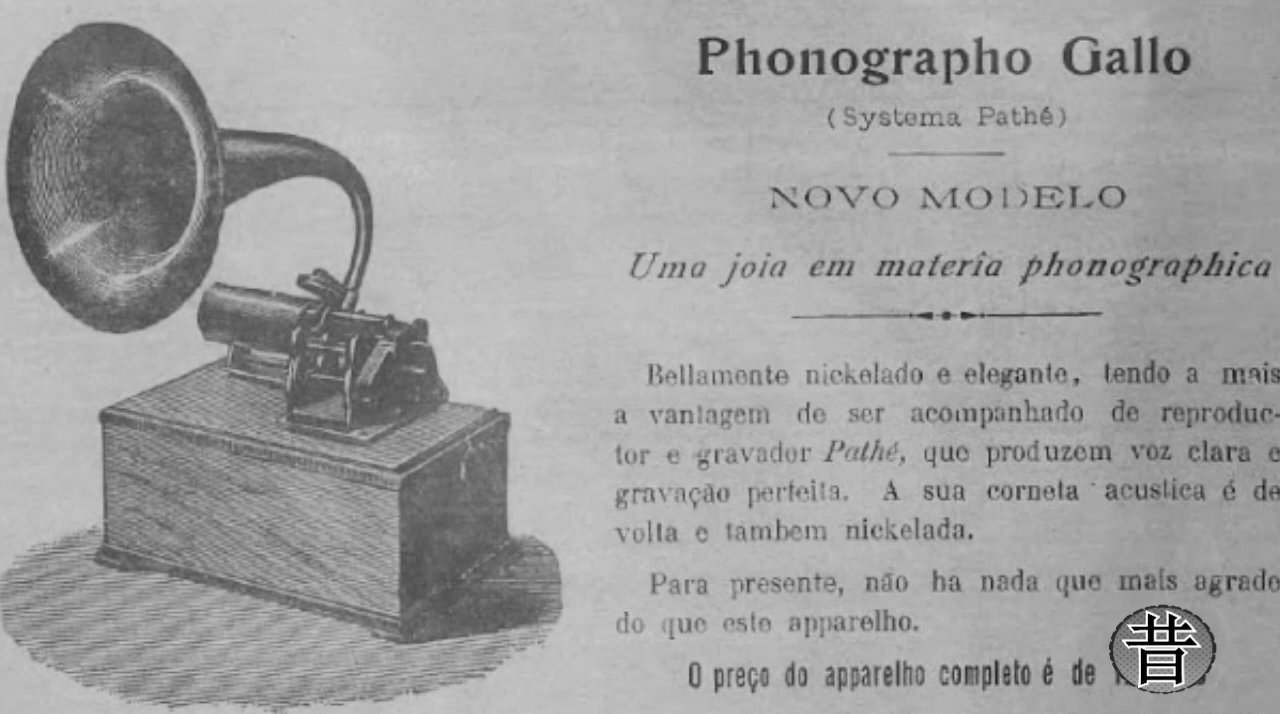 Phonographo Gallo
(Systema Pathé)
NOVO MODELO
Uma joia em materia phonographica
Bellamente nickelado e elegante, tendo a mais
a vantagem de ser acompanhado de reproduc-
tor e gravador Pathé, que produzem voz clara e
gravação perfeita. A sua corneta acustica é de
volta e tambem nickelada.
Para presente, não ha nada que mais agrade
do que este apparelho.
O preço do apparelho completo é de
昔